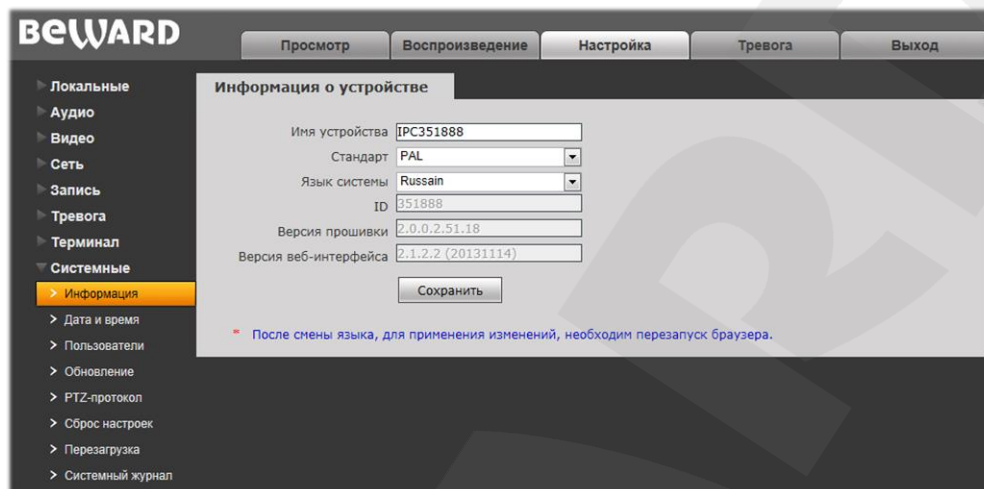 BEWARD
Просмотр Воспроизведение Настройка Тревога Выход
Локальные
Аудио
Видео
Сеть
Запись
Тревога
Терминал
Системные
Информация
Дата и время
Пользователи
Обновление
PTZ-протокол
Сброс настроек
Перезагрузка
Системный журнал
Информация о устройстве
Имя устройства IPC351888
Стандарт PAL
Язык системы Russain
ID 351888
Версия прошивки 2.0.0.2.51.18
Версия веб-интерфейса 2.1.2.2 (20131114)
Сохранить
* После смены языка, для применения изменений, необходим перезапуск браузера.